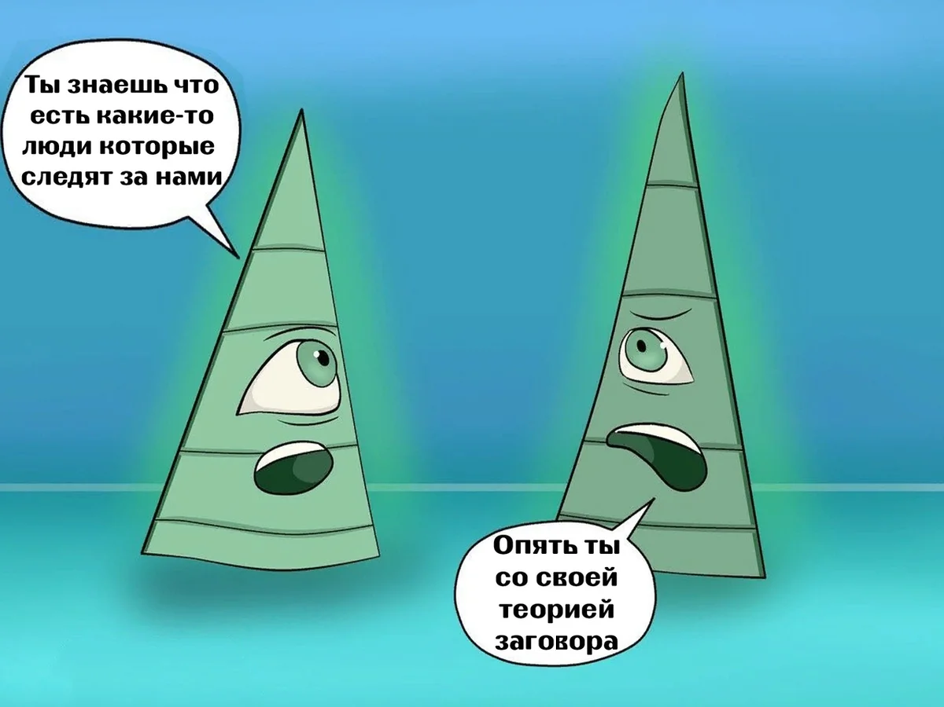 Ты знаешь что
есть какие-то
люди которые
следят за нами
Опять ты
со своей
теорией
заговора